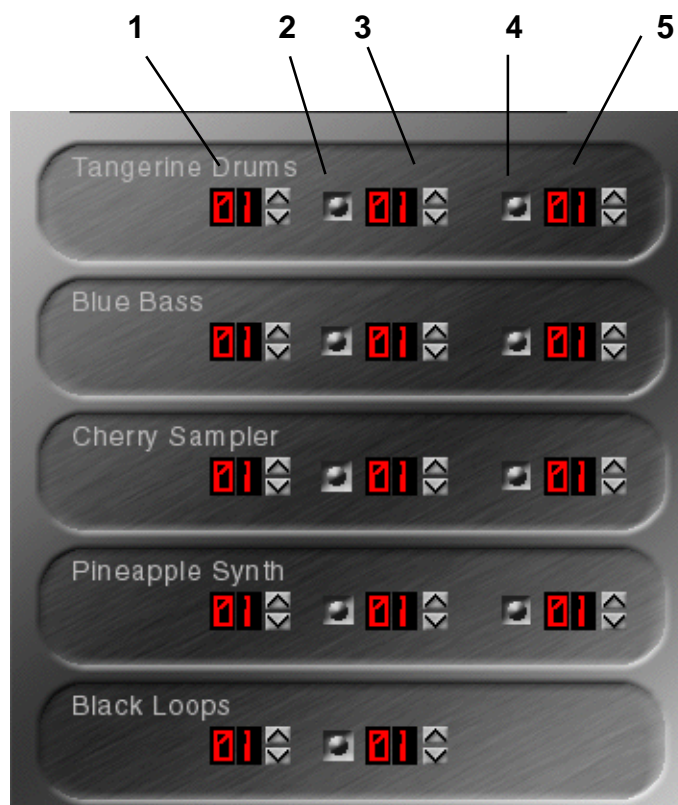 1 2 3 4 5
Tangerine Drums
01 01 01
Blue Bass
01 01 01
Cherry Sampler
01 01 01
Pineapple Synth
01 01 01
Black Loops
01 01